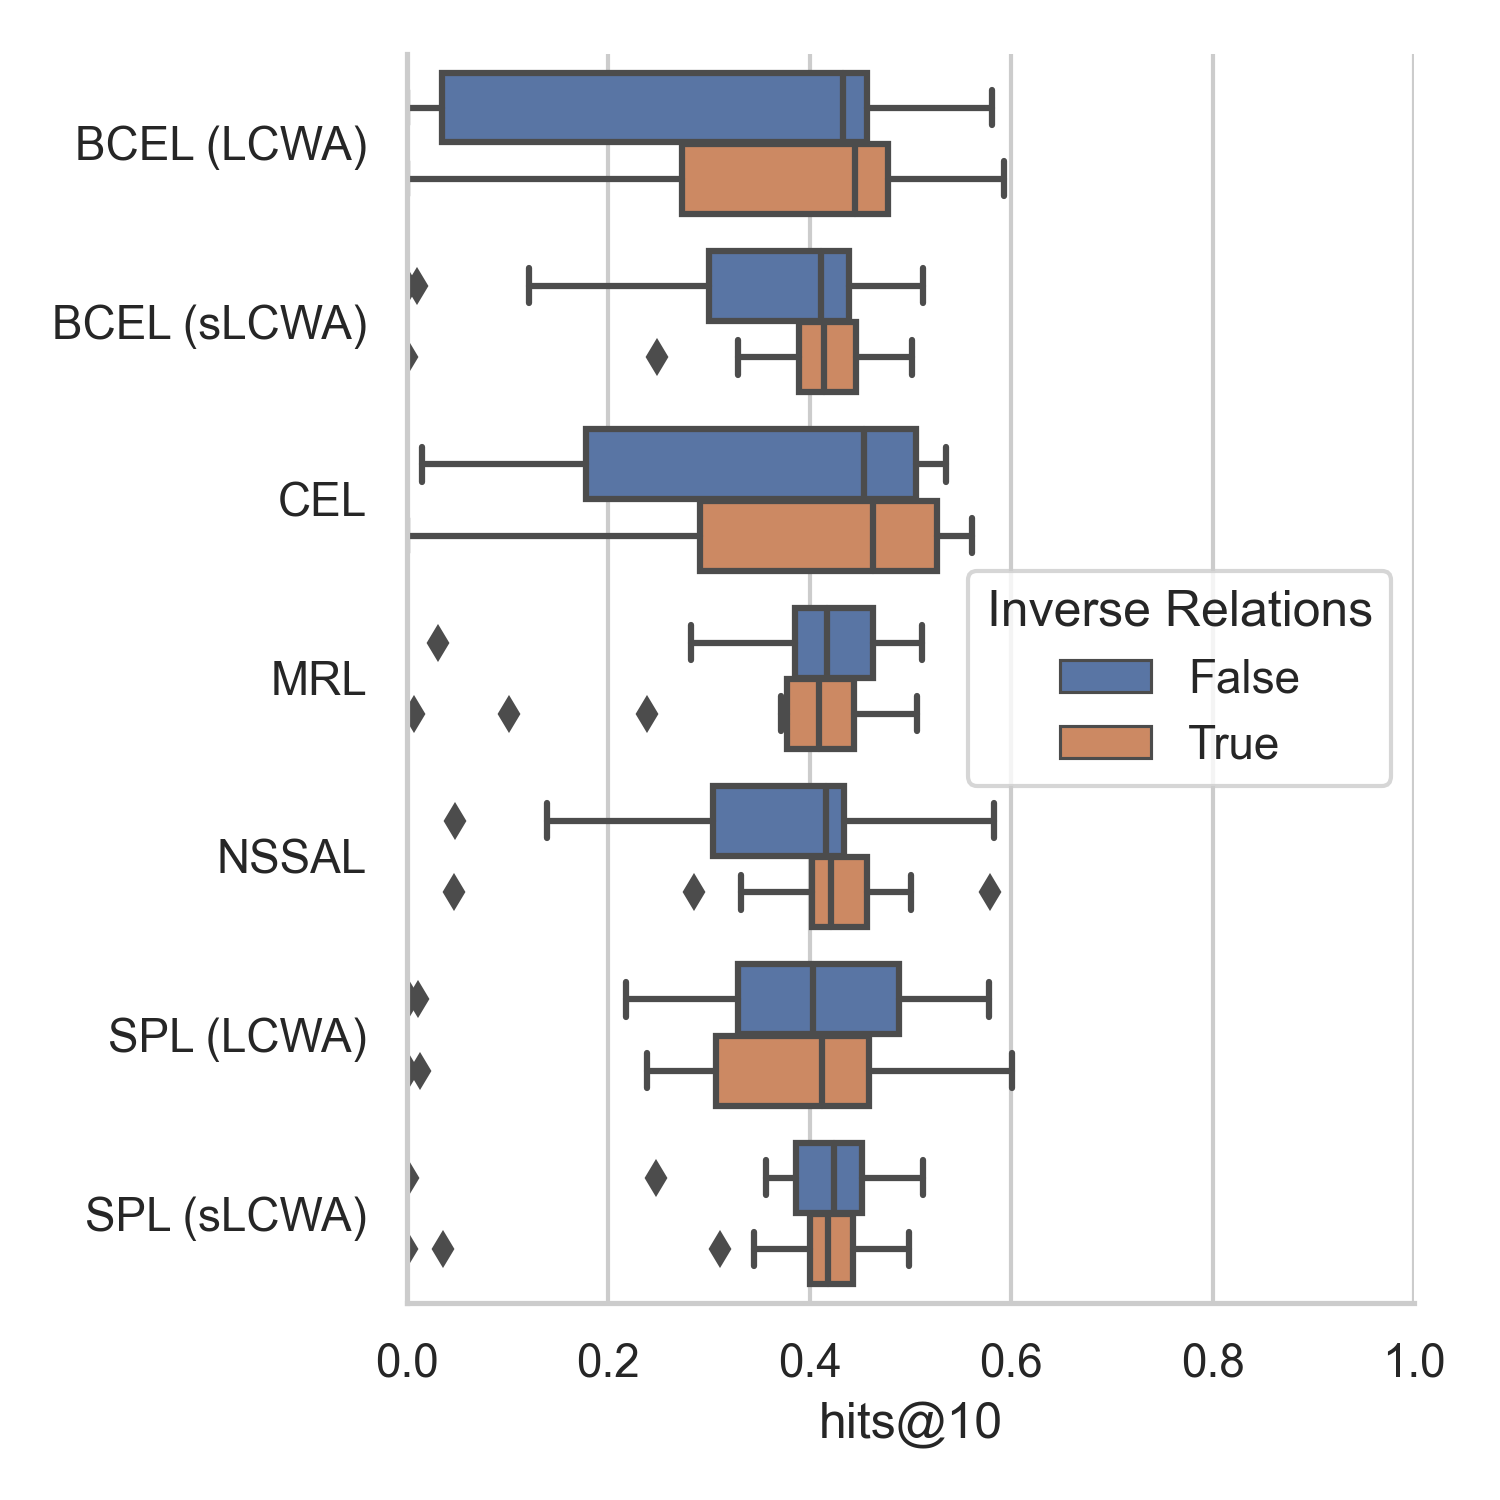 BCEL (LCWA)
BCEL (sLCWA)
CEL
MRL
NSSAL
SPL (LCWA)
SPL (sLCWA)
Inverse Relations
False
True
0.0 0.2 0.4 0.6 0.8 1.0
hits@10